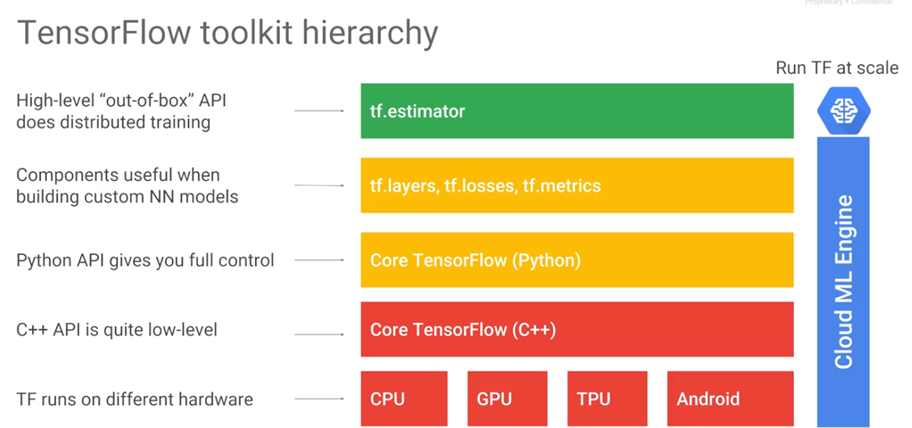 Proprietary + Confidential
TensorFlow toolkit hierarchy
Run TF at scale
High-level “out-of-box” API
does distributed training
tf.estimator
Components useful when
building custom NN models
tf.layers, tf.losses, tf.metrics
Python API gives you full control
Core TensorFlow (Python)
C++ API is quite low-level
Core TensorFlow (C++)
TF runs on different hardware
CPU
GPU
TPU
Android
Cloud ML Engine